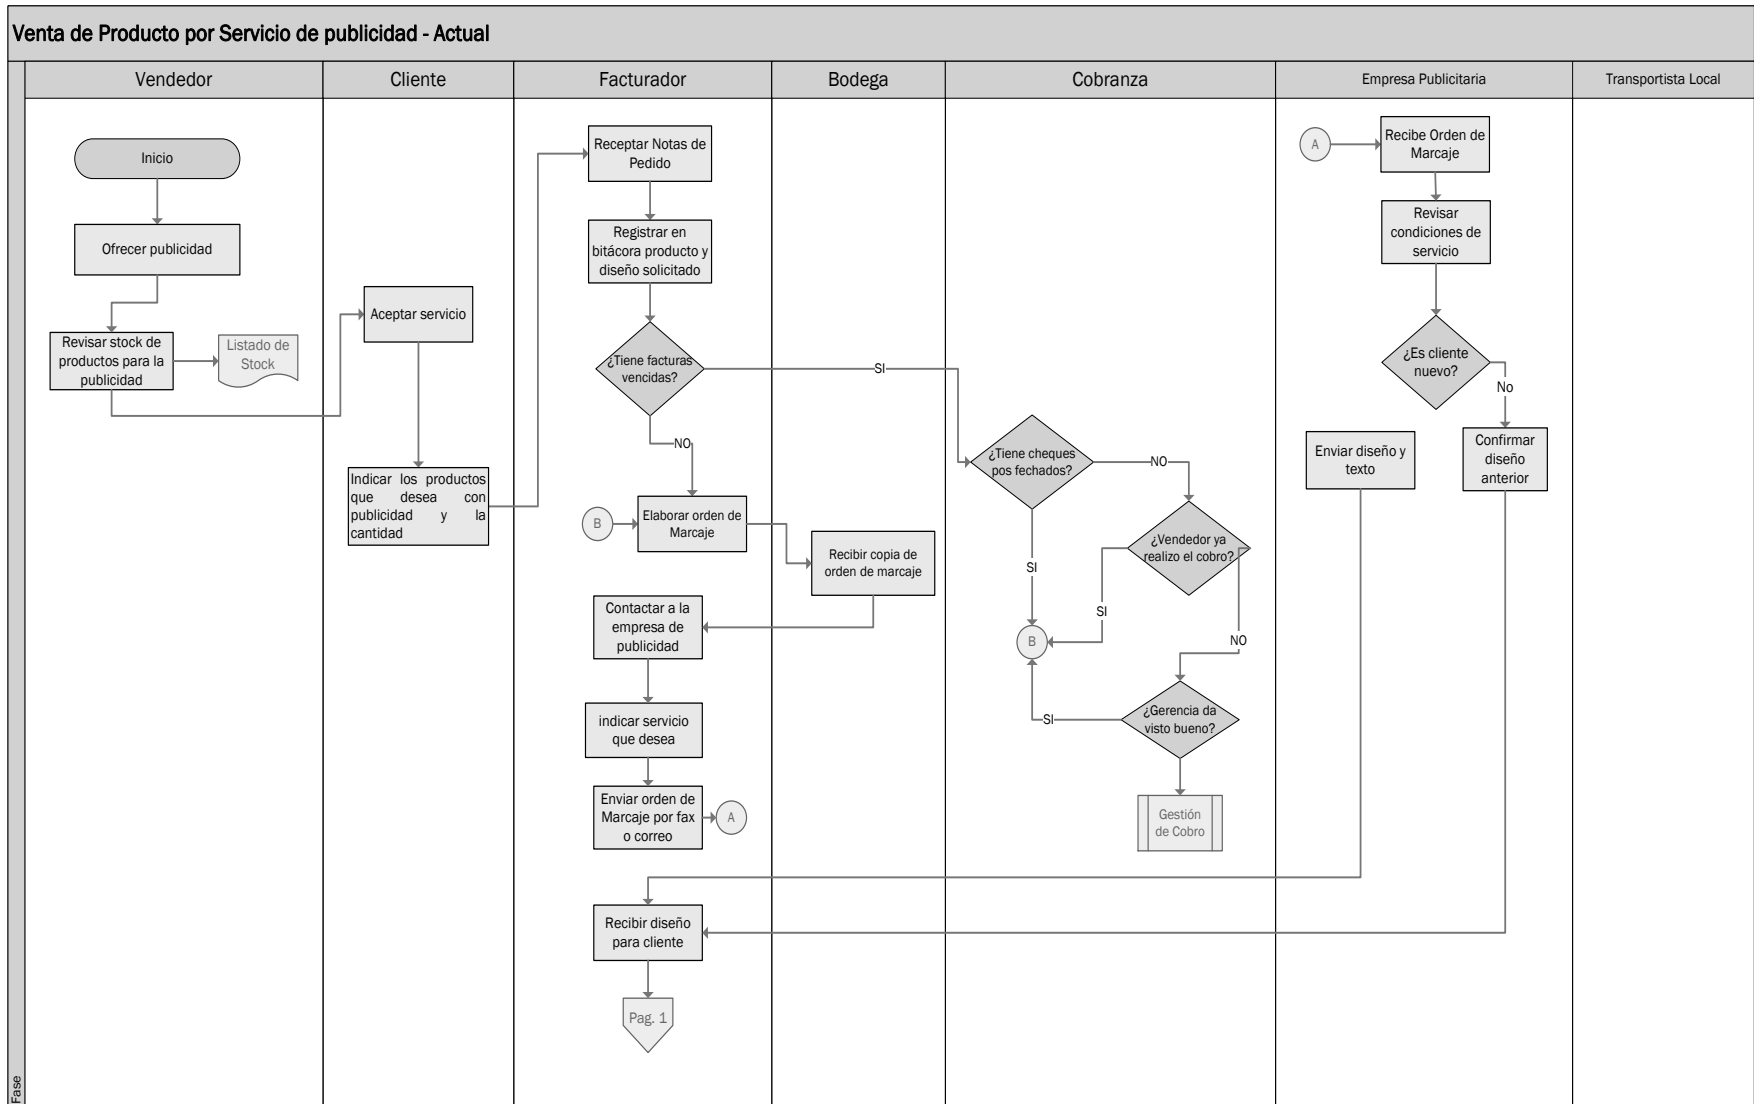 Venta de Producto por Servicio de publicidad - Actual
Vendedor
Cliente
Facturador
Bodega
Cobranza
Empresa Publicitaria
Transportista Local
Fase
Inicio
Ofrecer publicidad
Revisar stock de
productos para la
publicidad
Listado de
Stock
Aceptar servicio
Indicar los productos
que desea con
publicidad y la
cantidad
Receptar Notas de
Pedido
Registrar en
bitácora producto y
diseño solicitado
¿Tiene facturas
vencidas?
SI
NO
B
Elaborar orden de
Marcaje
Recibir copia de
orden de marcaje
Contactar a la
empresa de
publicidad
indicar servicio
que desea
Enviar orden de
Marcaje por fax
o correo
A
Recibir diseño
para cliente
Pag. 1
¿Tiene cheques
pos fechados?
NO
SI
¿Vendedor ya
realizo el cobro?
SI
NO
B
¿Gerencia da
visto bueno?
SI
Gestión
de Cobro
A
Recibe Orden de
Marcaje
Revisar
condiciones de
servicio
¿Es cliente
nuevo?
No
Enviar diseño y
texto
Confirmar
diseño
anterior